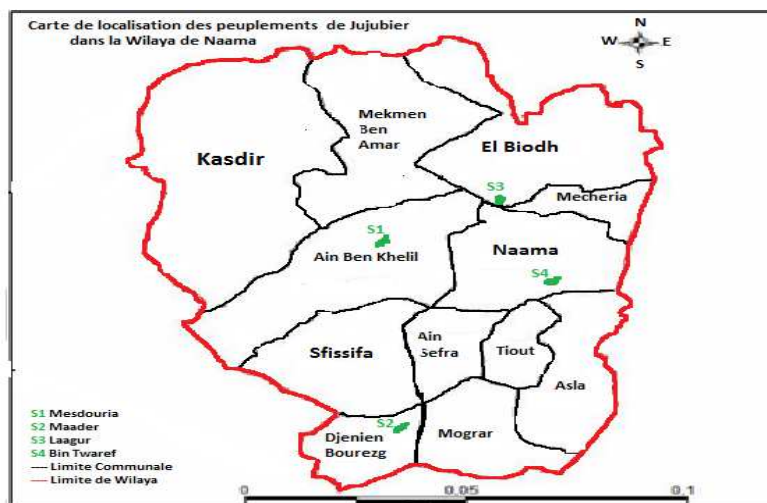 Carte de localisation des peuplements de Jujubier
dans la Wilaya de Naama
N
W E
S
Mekmen
Ben
Amar
Kasdir
El Biodh
S3
Mecheria
S1
Ain Ben Khelil
Naama
S4
Sfissifa
Ain
Sefra
Tiout
Asla
S2
Djenien
Bourezg
Mograr
S1 Mesdouria
S2 Maader
S3 Laagur
S4 Bin Twaref
Limite Communale
Limite de Wilaya
0 0.05 0.1